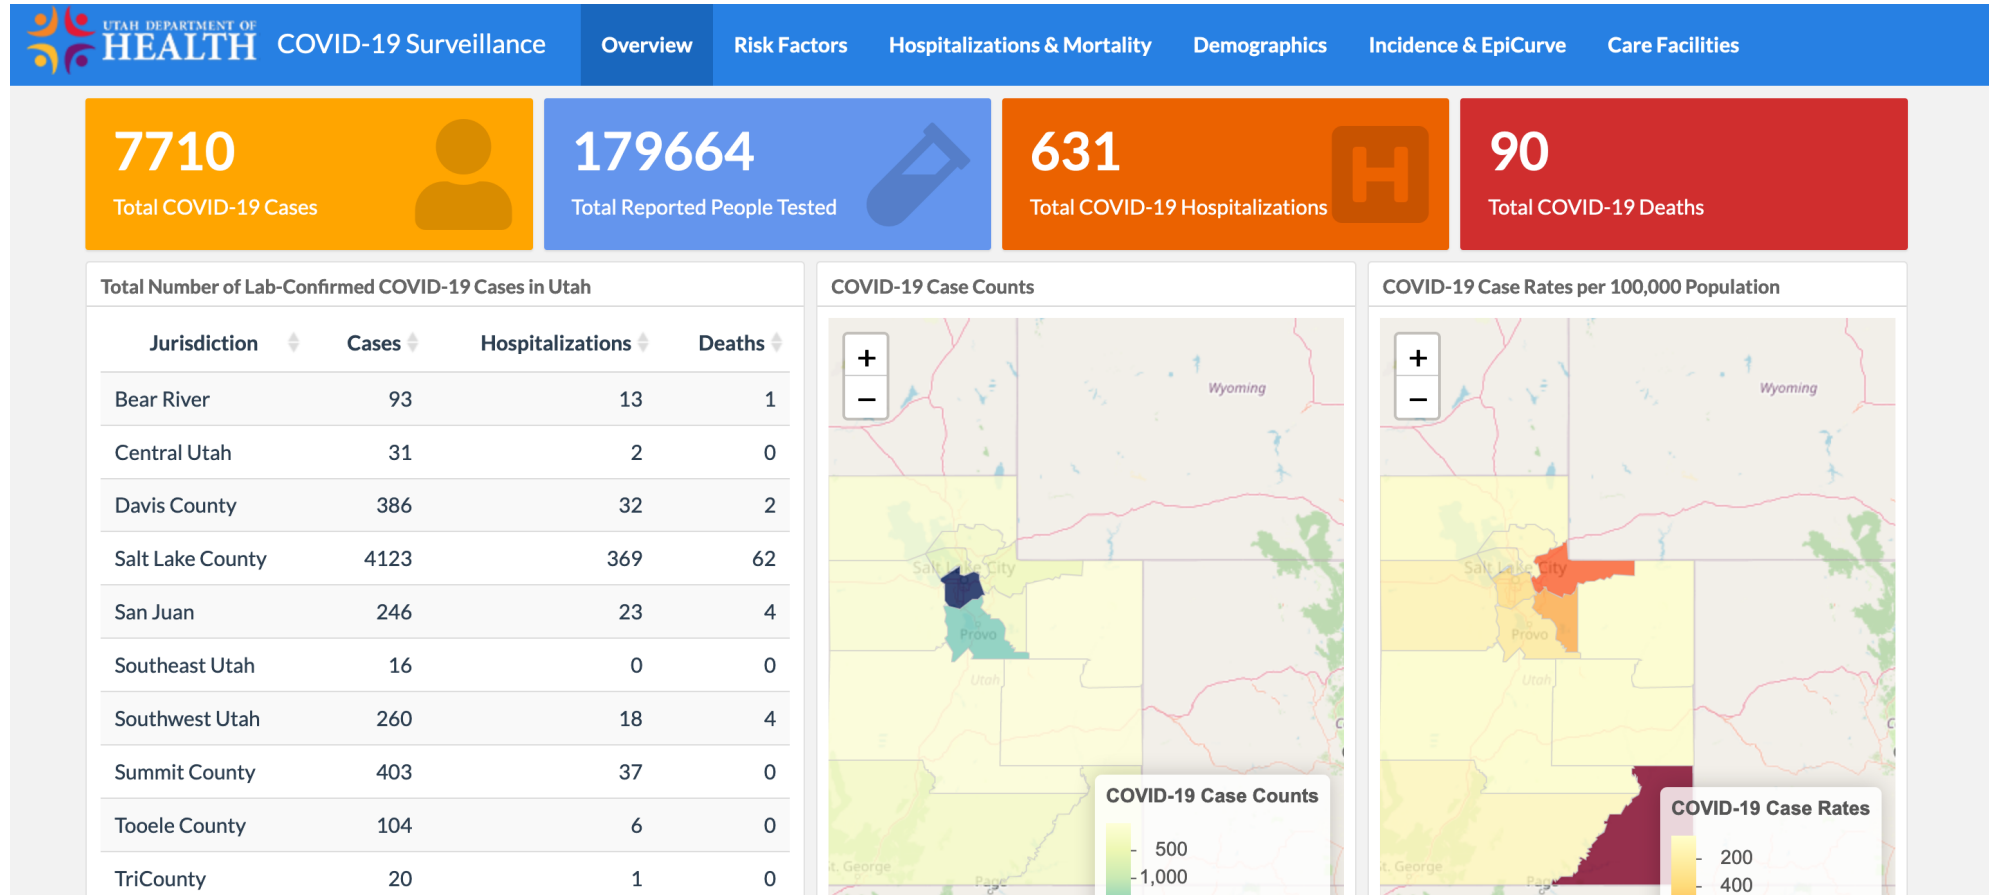 UTAH DEPARTMENT OF
HEALTH
COVID-19 Surveillance
Overview
Risk Factors
Hospitalizations & Mortality
Demographics
Incidence & EpiCurve
Care Facilities
7710
Total COVID-19 Cases
179664
Total Reported People Tested
631
Total COVID-19 Hospitalizations
H
90
Total COVID-19 Deaths
Total Number of Lab-Confirmed COVID-19 Cases in Utah
Jurisdiction Cases Hospitalizations Deaths
Bear River 93 13 1
Central Utah 31 2 0
Davis County 386 32 2
Salt Lake County 4123 369 62
San Juan 246 23 4
Southeast Utah 16 0 0
Southwest Utah 260 18 4
Summit County 403 37 0
Tooele County 104 6 0
TriCounty 20 1 0
COVID-19 Case Counts
+
−
Wyoming
Salt Lake City
Provo
Utah
St. George
Page
COVID-19 Case Counts
500
1,000
COVID-19 Case Rates per 100,000 Population
+
−
Wyoming
Salt Lake City
Provo
Utah
St. George
Page
COVID-19 Case Rates
200
400